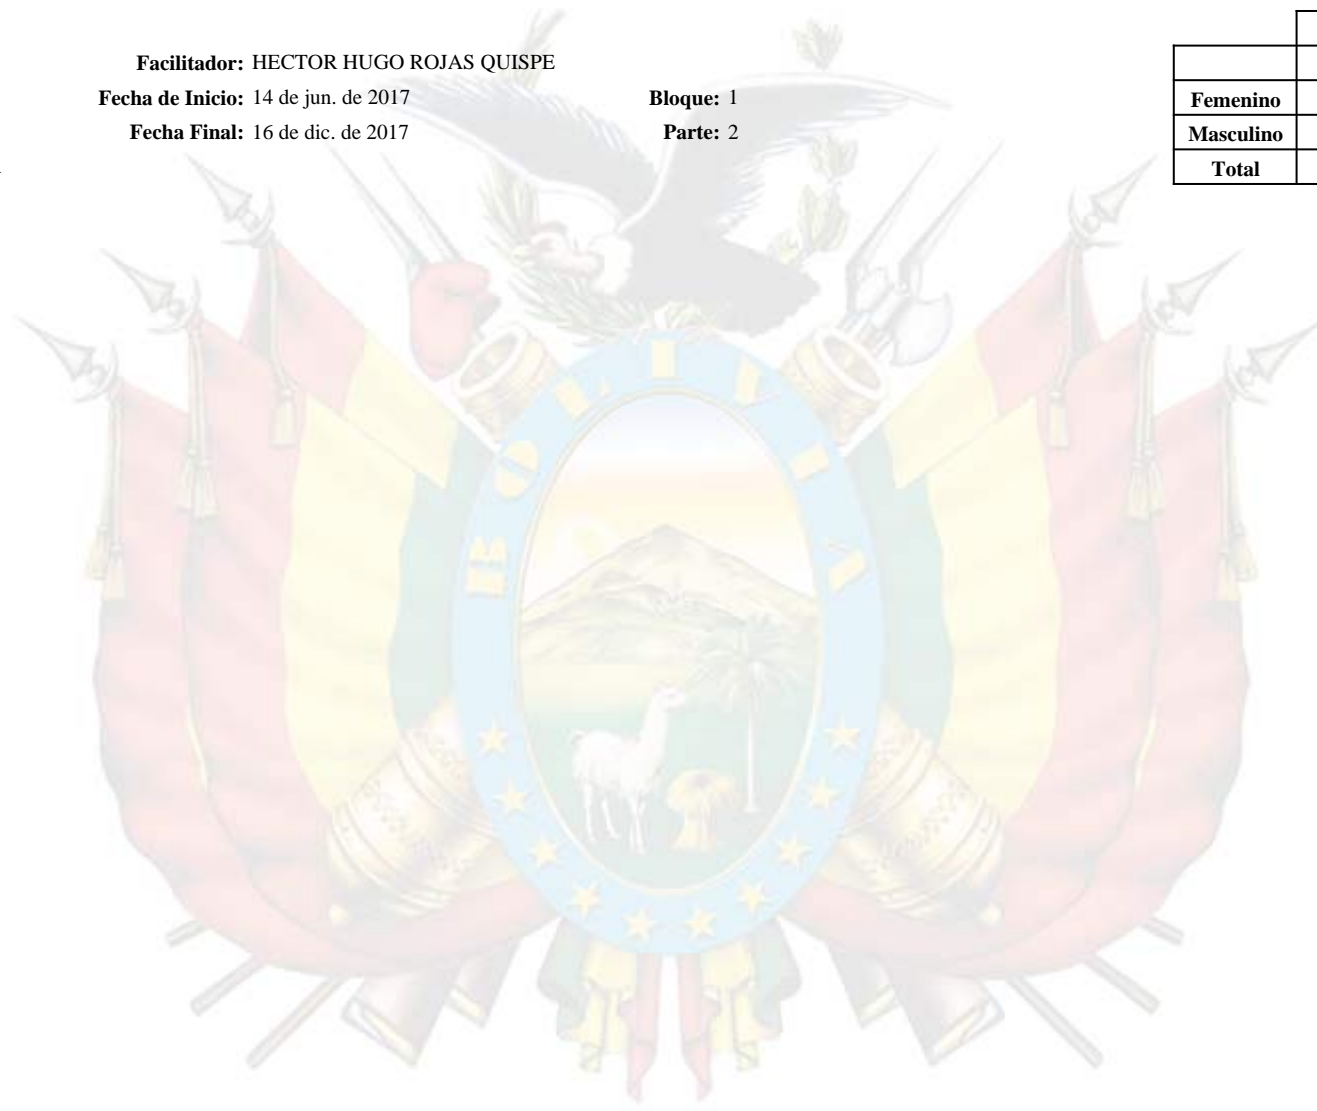 Facilitador: HECTOR HUGO ROJAS QUISPE
Fecha de Inicio: 14 de jun. de 2017 Bloque: 1
Fecha Final: 16 de dic. de 2017 Parte: 2
Femenino
Masculino
Total
BOLIVIA